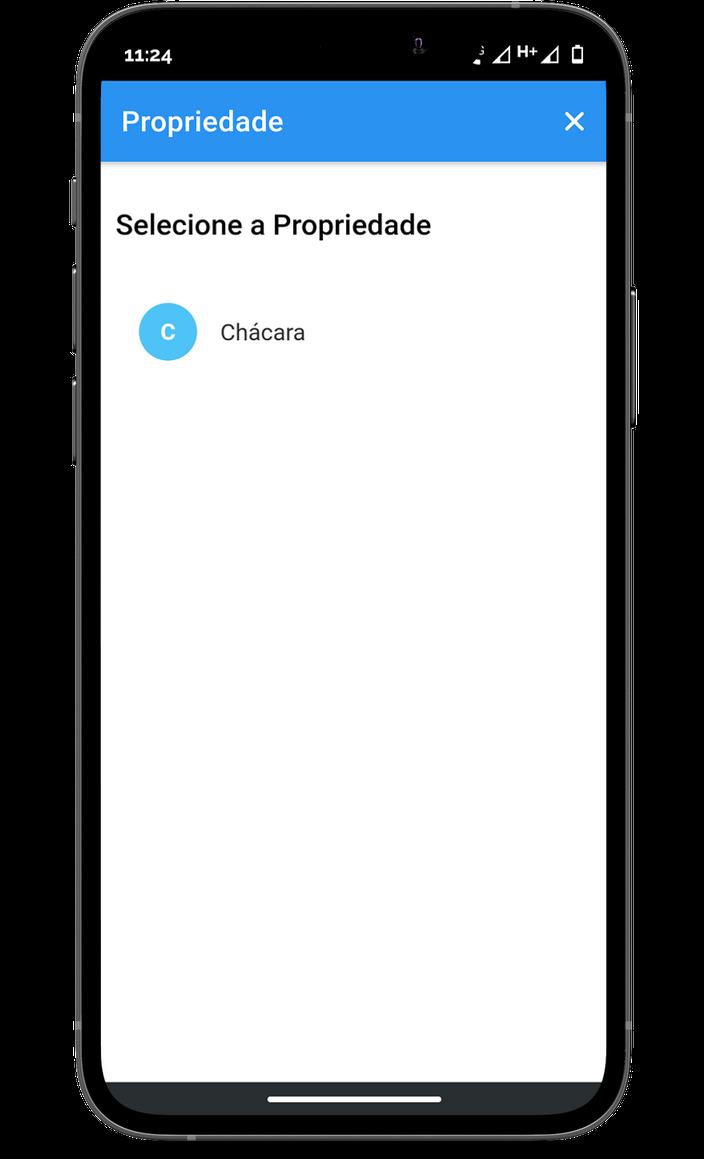 11:24
H+
Propriedade
Selecione a Propriedade
C
Chácara